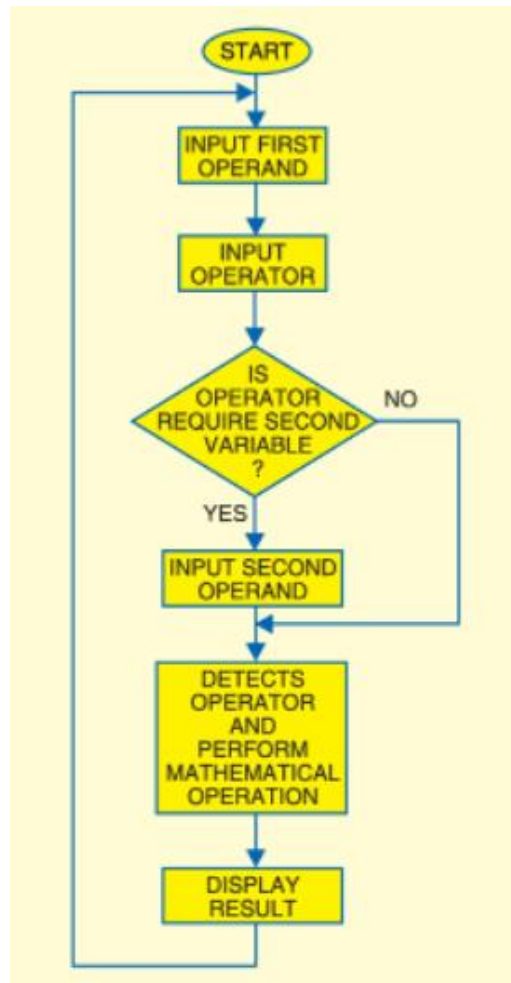 START
INPUT FIRST
OPERAND
INPUT
OPERATOR
IS
OPERATOR
REQUIRE SECOND
VARIABLE
?
NO
YES
INPUT SECOND
OPERAND
DETECTS
OPERATOR
AND
PERFORM
MATHEMATICAL
OPERATION
DISPLAY
RESULT